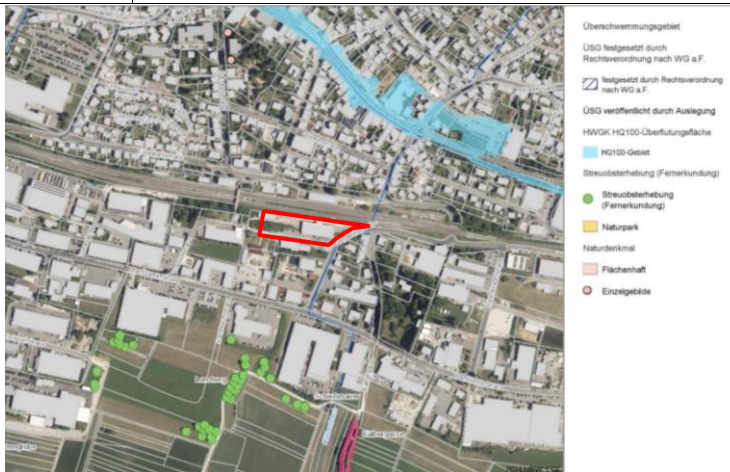 Überschwemmungsgebiet
ÜSG festgesetzt durch
Rechtsverordnung nach WG a.F.
festgesetzt durch Rechtsverordnung
nach WG a.F.
ÜSG veröffentlicht durch Auslegung
HWGK HQ100-Überflutungsfläche
HQ100-Gebiet
Streuobsterhebung (Fernerkundung)
Streuobsterhebung
(Fernerkundung)
Naturpark
Naturdenkmal
Flächenhaft
Einzelgebilde